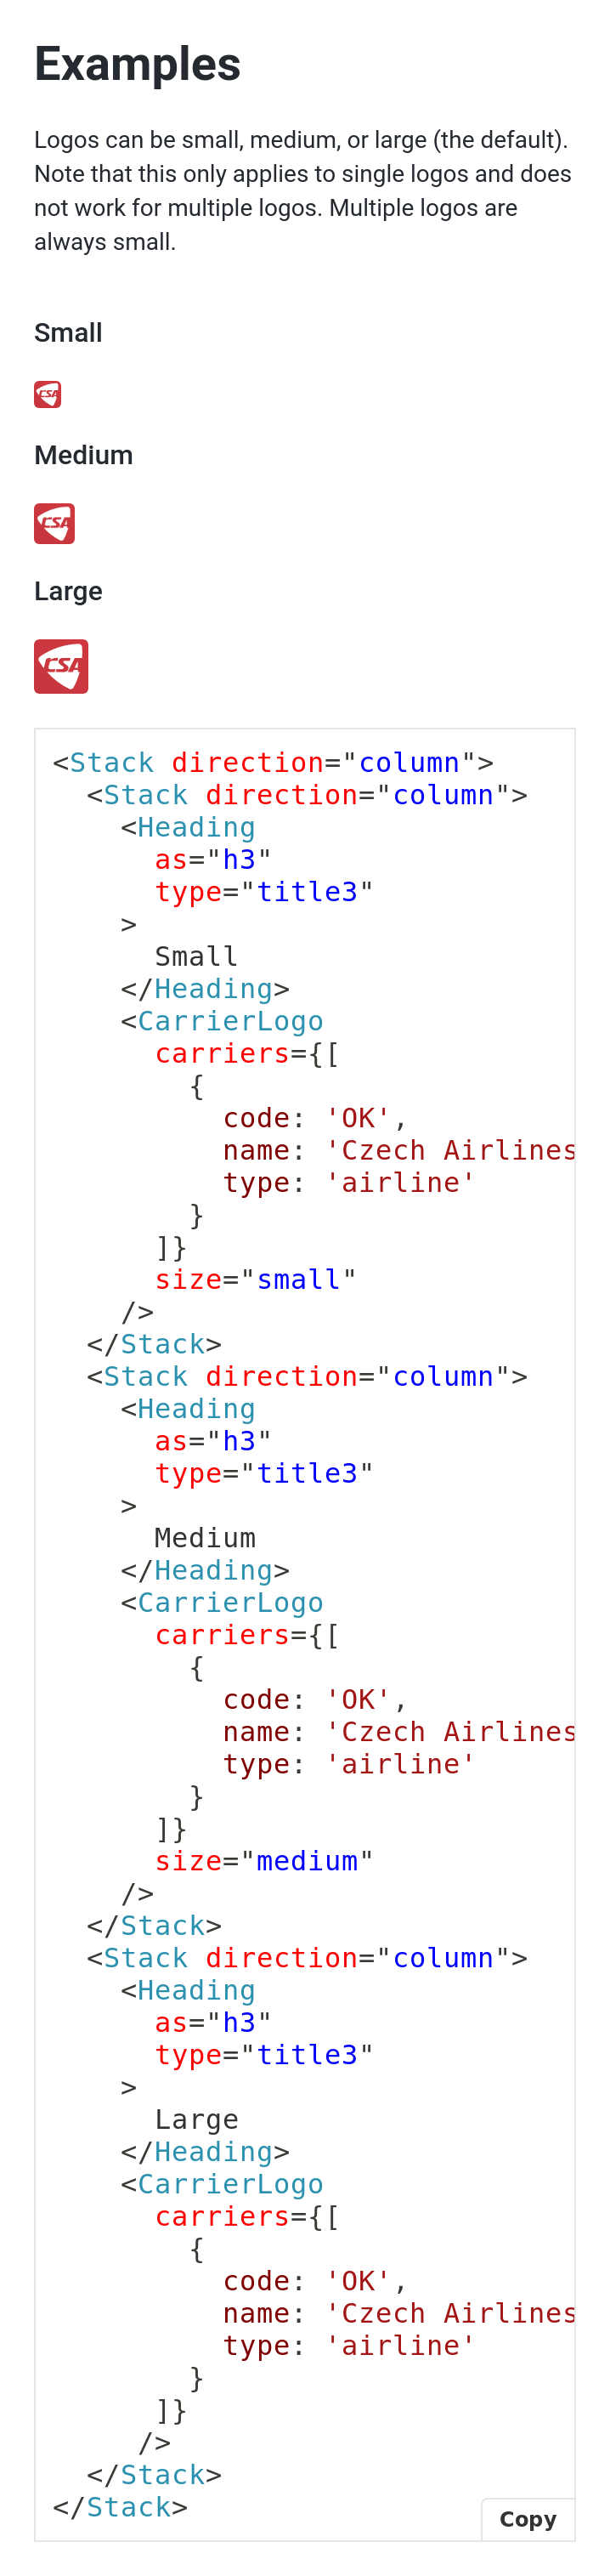 Examples
Logos can be small, medium, or large (the default).
Note that this only applies to single logos and does
not work for multiple logos. Multiple logos are
always small.
Small
CSA
Medium
CSA
Large
CSA
<Stack direction="column">
  <Stack direction="column">
    <Heading
      as="h3"
      type="title3"
    >
      Small
    </Heading>
    <CarrierLogo
      carriers={[
        {
          code: 'OK',
          name: 'Czech Airlines
          type: 'airline'
        }
      ]}
      size="small"
    />
  </Stack>
  <Stack direction="column">
    <Heading
      as="h3"
      type="title3"
    >
      Medium
    </Heading>
    <CarrierLogo
      carriers={[
        {
          code: 'OK',
          name: 'Czech Airlines
          type: 'airline'
        }
      ]}
      size="medium"
    />
  </Stack>
  <Stack direction="column">
    <Heading
      as="h3"
      type="title3"
    >
      Large
    </Heading>
    <CarrierLogo
      carriers={[
        {
          code: 'OK',
          name: 'Czech Airlines
          type: 'airline'
        }
      ]}
     />
  </Stack>
</Stack>
Copy